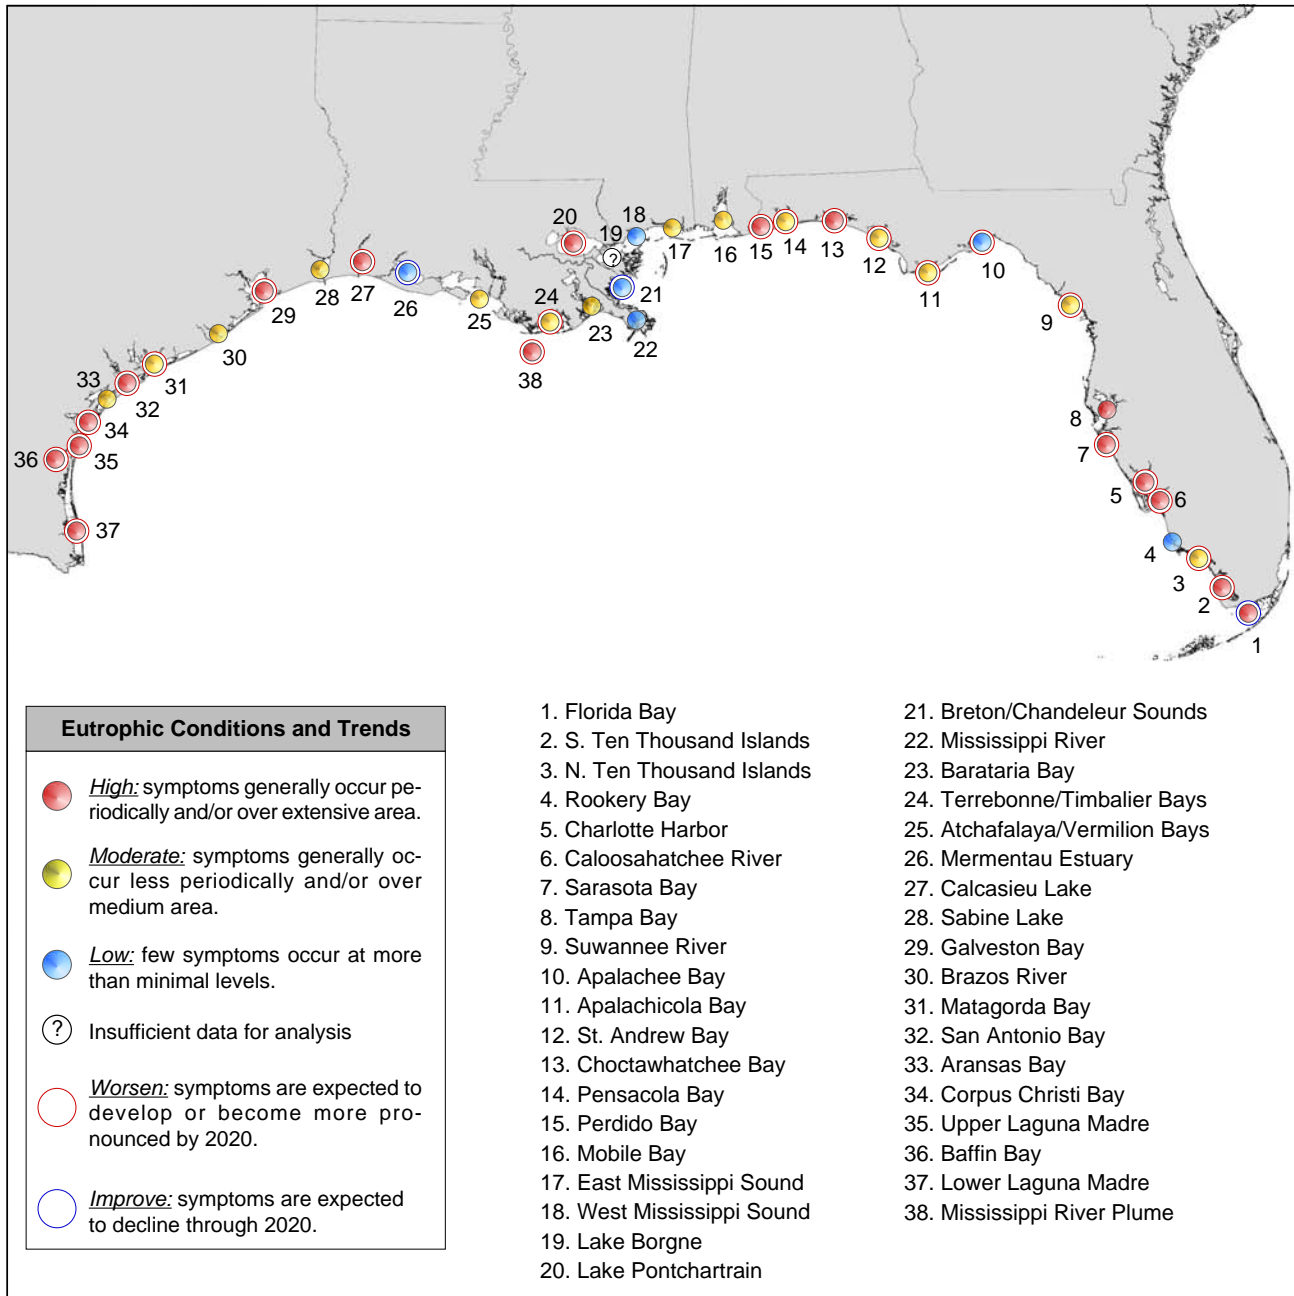 20
19
18
17
16
15
14
13
12
11
10
9
8
7
6
5
4
3
2
1
21
22
23
24
25
26
27
28
29
30
31
32
33
34
35
36
37
38
Eutrophic Conditions and Trends
High: symptoms generally occur pe-
riodically and/or over extensive area.
Moderate: symptoms generally oc-
cur less periodically and/or over
medium area.
Low: few symptoms occur at more
than minimal levels.
? Insufficient data for analysis
Worsen: symptoms are expected to
develop or become more pro-
nounced by 2020.
Improve: symptoms are expected
to decline through 2020.
1. Florida Bay
2. S. Ten Thousand Islands
3. N. Ten Thousand Islands
4. Rookery Bay
5. Charlotte Harbor
6. Caloosahatchee River
7. Sarasota Bay
8. Tampa Bay
9. Suwannee River
10. Apalachee Bay
11. Apalachicola Bay
12. St. Andrew Bay
13. Choctawhatchee Bay
14. Pensacola Bay
15. Perdido Bay
16. Mobile Bay
17. East Mississippi Sound
18. West Mississippi Sound
19. Lake Borgne
20. Lake Pontchartrain
21. Breton/Chandeleur Sounds
22. Mississippi River
23. Barataria Bay
24. Terrebonne/Timbalier Bays
25. Atchafalaya/Vermilion Bays
26. Mermentau Estuary
27. Calcasieu Lake
28. Sabine Lake
29. Galveston Bay
30. Brazos River
31. Matagorda Bay
32. San Antonio Bay
33. Aransas Bay
34. Corpus Christi Bay
35. Upper Laguna Madre
36. Baffin Bay
37. Lower Laguna Madre
38. Mississippi River Plume